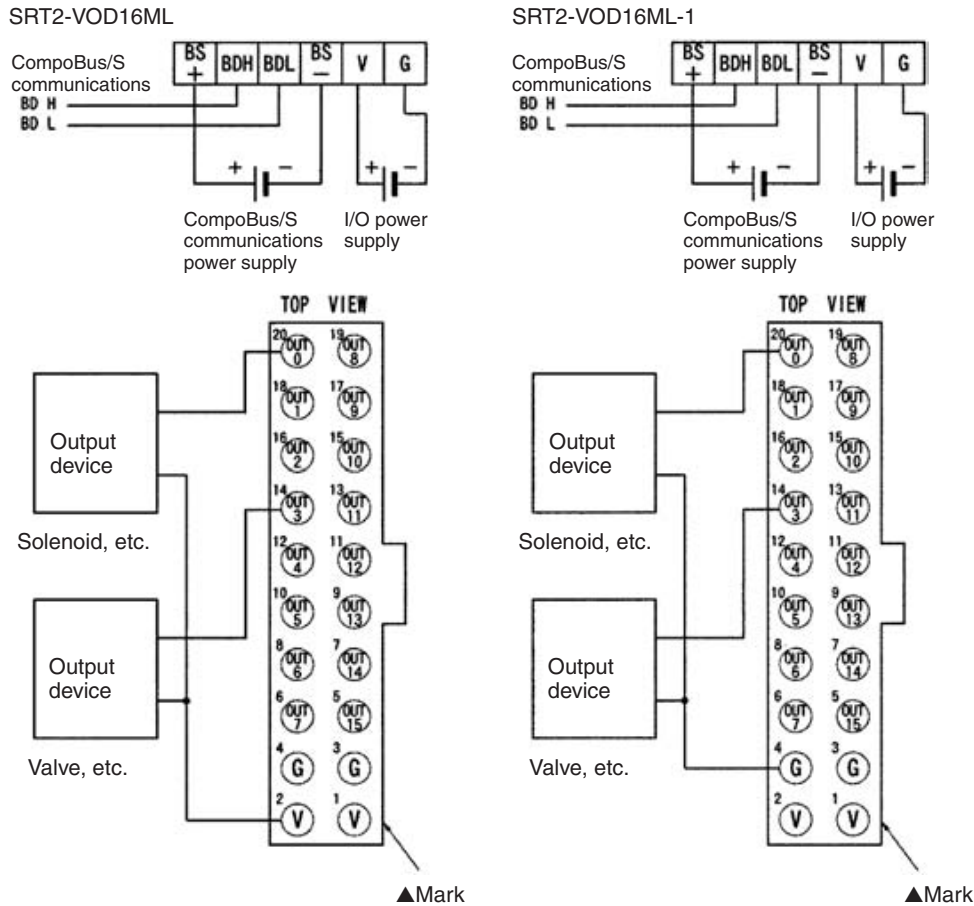 SRT2-VOD16ML
CompoBus/S
communications
BD H
BD L
BS
+
BDH
BDL
BS
−
V
G
+
−
+
−
CompoBus/S
communications
power supply
I/O power
supply
TOP VIEW
20 OUT 0
19 OUT 8
18 OUT 1
17 OUT 9
16 OUT 2
15 OUT 10
14 OUT 3
13 OUT 11
12 OUT 4
11 OUT 12
10 OUT 5
9 OUT 13
8 OUT 6
7 OUT 14
6 OUT 7
5 OUT 15
4 G
3 G
2 V
1 V
Output
device
Solenoid, etc.
Output
device
Valve, etc.
▲Mark
SRT2-VOD16ML-1
CompoBus/S
communications
BD H
BD L
BS
+
BDH
BDL
BS
−
V
G
+
−
+
−
CompoBus/S
communications
power supply
I/O power
supply
TOP VIEW
20 OUT 0
19 OUT 8
18 OUT 1
17 OUT 9
16 OUT 2
15 OUT 10
14 OUT 3
13 OUT 11
12 OUT 4
11 OUT 12
10 OUT 5
9 OUT 13
8 OUT 6
7 OUT 14
6 OUT 7
5 OUT 15
4 G
3 G
2 V
1 V
Output
device
Solenoid, etc.
Output
device
Valve, etc.
▲Mark